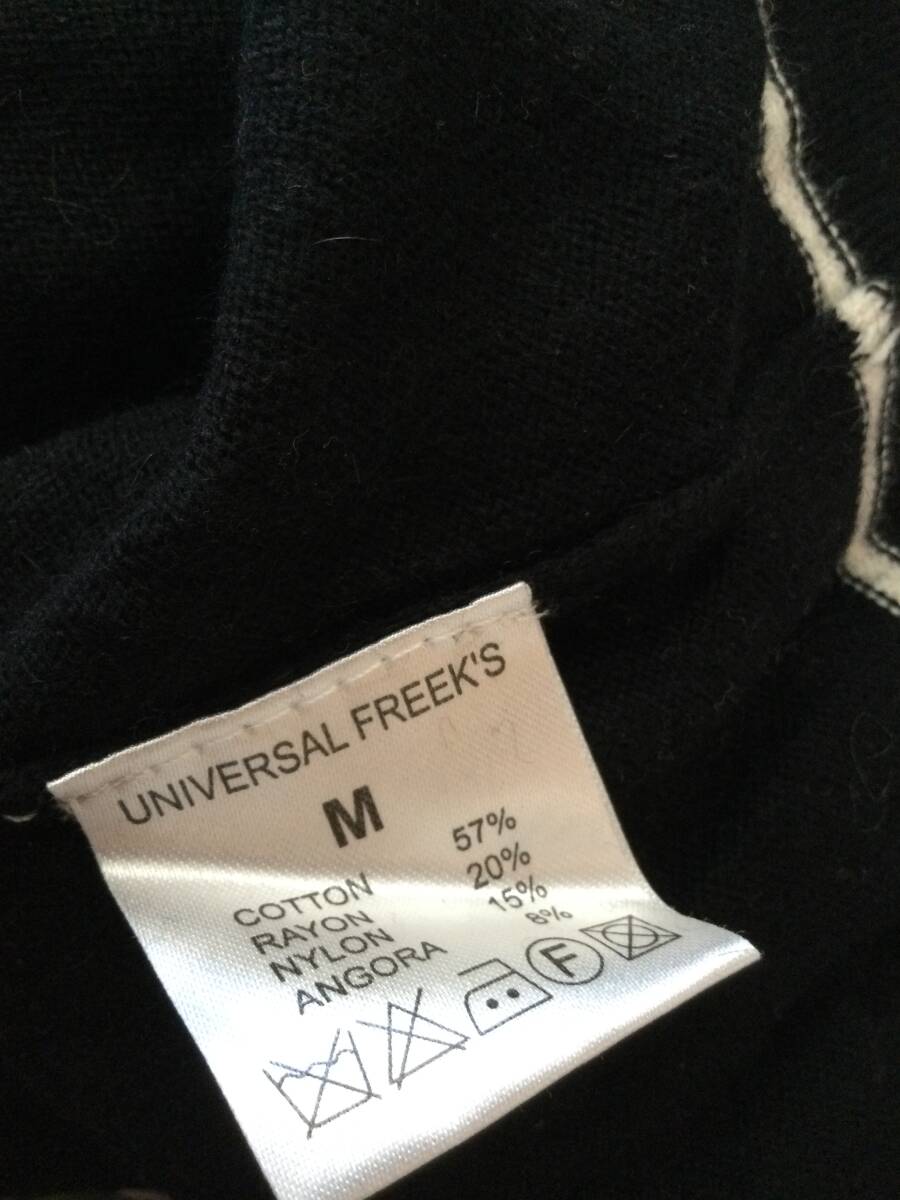 UNIVERSAL FREEK'S
M
COTTON 57%
RAYON 20%
NYLON 15%
ANGORA 8%
F